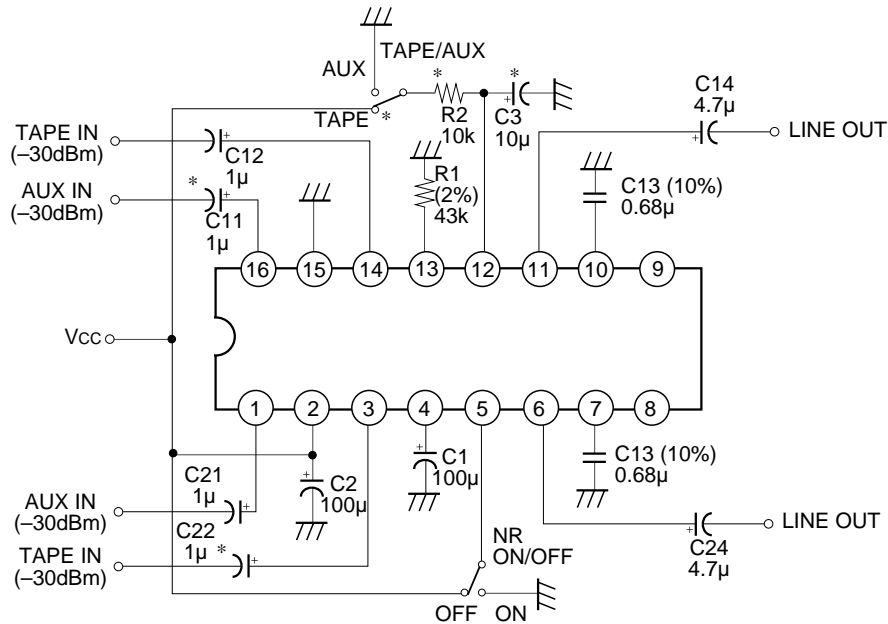 TAPE/AUX
AUX
TAPE *
*
R2
10k
*
C3
10µ
C14
4.7µ
LINE OUT
TAPE IN
(–30dBm)
C12
1µ
AUX IN
(–30dBm)
*
C11
1µ
R1
(2%)
43k
C13 (10%)
0.68µ
16 15 14 13 12 11 10 9
Vcc
1 2 3 4 5 6 7 8
C21
1µ
C2
100µ
C1
100µ
C13 (10%)
0.68µ
AUX IN
(–30dBm)
C22
1µ *
TAPE IN
(–30dBm)
NR
ON/OFF
OFF ON
C24
4.7µ
LINE OUT
+
+
+
+
+
+
+
+
+